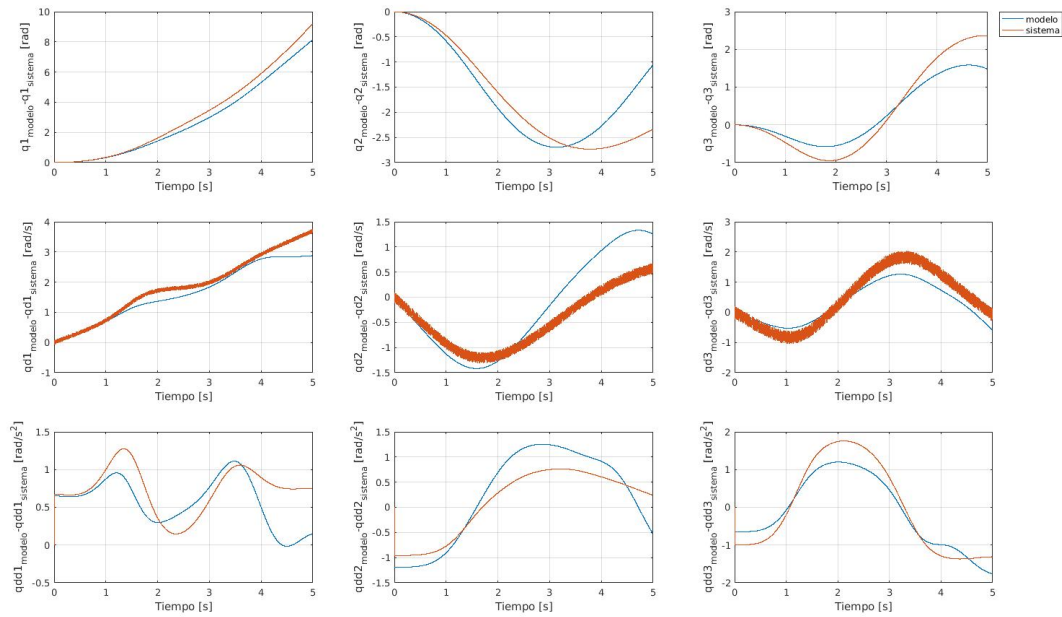 q1modelo-q1sistema [rad]
10
8
6
4
2
0
0 1 2 3 4 5
Tiempo [s]
q2modelo-q2sistema [rad]
0
-0.5
-1
-1.5
-2
-2.5
-3
0 1 2 3 4 5
Tiempo [s]
q3modelo-q3sistema [rad]
3
2
1
0
-1
0 1 2 3 4 5
Tiempo [s]
modelo
sistema
qd1modelo-qd1sistema [rad/s]
4
3
2
1
0
-1
0 1 2 3 4 5
Tiempo [s]
qd2modelo-qd2sistema [rad/s]
1.5
1
0.5
0
-0.5
-1
-1.5
0 1 2 3 4 5
Tiempo [s]
qd3modelo-qd3sistema [rad/s]
3
2
1
0
-1
-2
0 1 2 3 4 5
Tiempo [s]
qdd1modelo-qdd1sistema [rad/s²]
1.5
1
0.5
0
-0.5
0 1 2 3 4 5
Tiempo [s]
qdd2modelo-qdd2sistema [rad/s²]
1.5
1
0.5
0
-0.5
-1
-1.5
0 1 2 3 4 5
Tiempo [s]
qdd3modelo-qdd3sistema [rad/s²]
2
1
0
-1
-2
0 1 2 3 4 5
Tiempo [s]